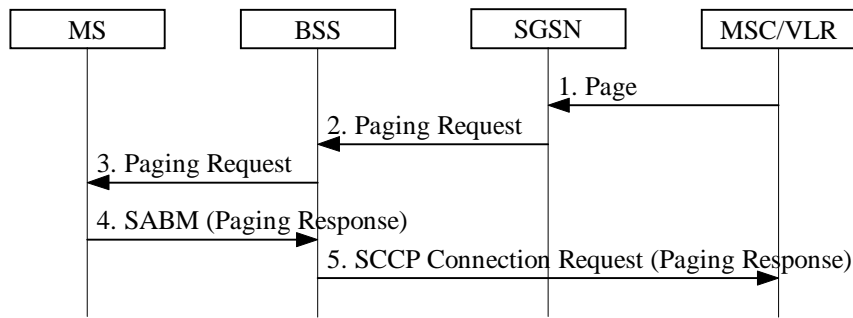 MS
BSS
SGSN
MSC/VLR
1. Page
2. Paging Request
3. Paging Request
4. SABM (Paging Response)
5. SCCP Connection Request (Paging Response)